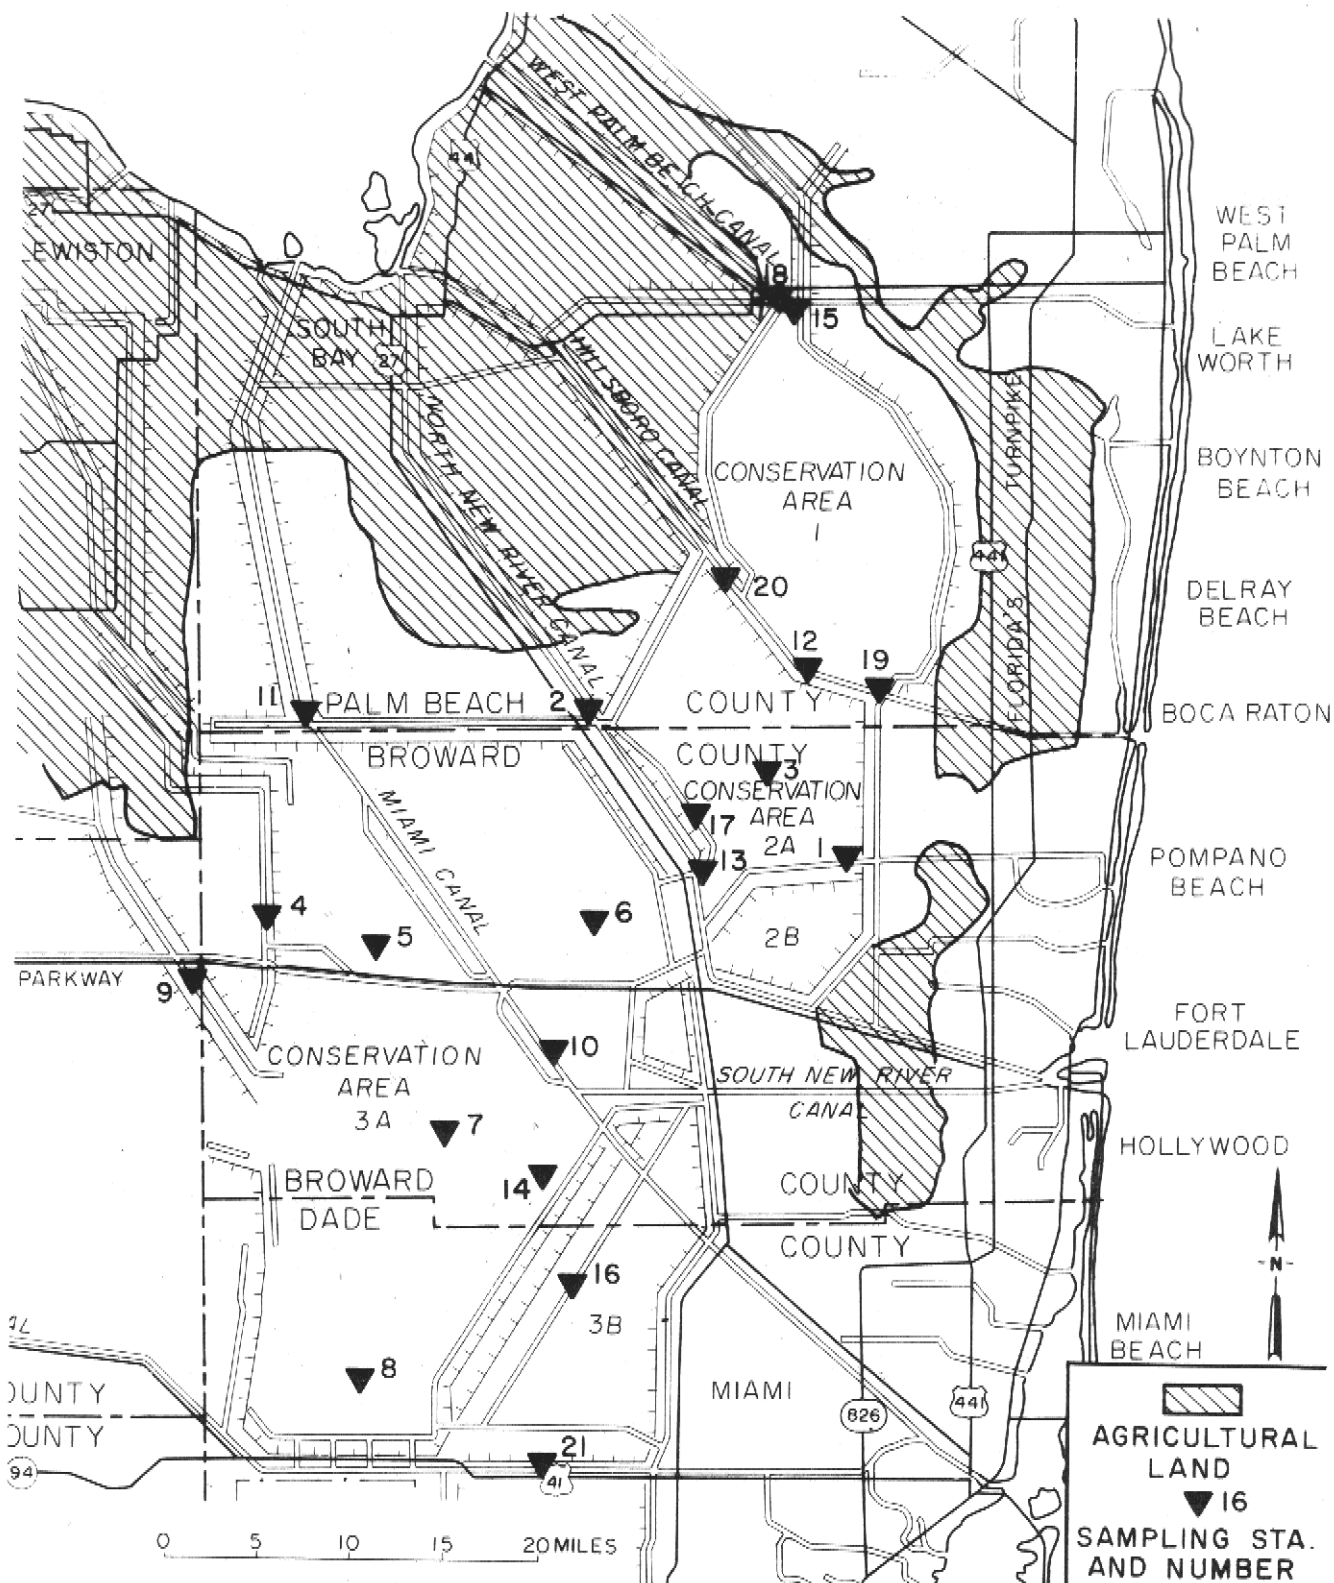 WEST PALM BEACH CANAL
441
27
EWISTON
WEST
PALM
BEACH
18
15
SOUTH
BAY
27
LAKE
WORTH
HILLSBORO CANAL
NORTH NEW RIVER CANAL
FLORIDA'S TURNPIKE
CONSERVATION
AREA
1
BOYNTON
BEACH
441
20
DELRAY
BEACH
12
19
11
PALM BEACH
2
COUNTY
BOCA RATON
BROWARD
COUNTY
3
CONSERVATION
AREA
2A
17
13
1
MIAMI CANAL
POMPANO
BEACH
4
5
6
2B
PARKWAY
9
FORT
LAUDERDALE
CONSERVATION
AREA
3A
10
SOUTH NEW RIVER
CANAL
7
HOLLYWOOD
14
BROWARD
COUNTY
DADE
COUNTY
16
3B
-N-
AL
8
MIAMI
MIAMI
BEACH
OUNTY
OUNTY
826
441
94
21
41
0 5 10 15 20 MILES
AGRICULTURAL
LAND
16
SAMPLING STA.
AND NUMBER